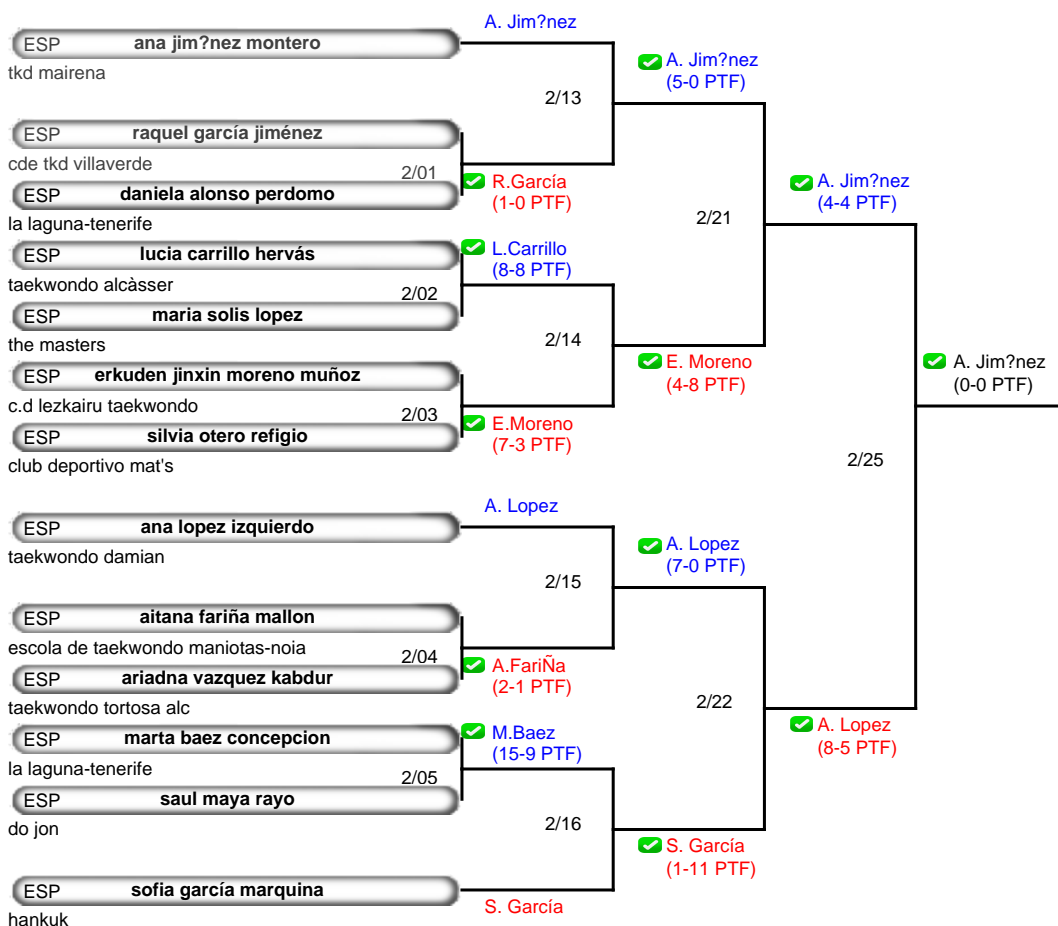 A. Jim?nez
ESP ana jim?nez montero
tkd mairena
A. Jim?nez
(5-0 PTF)
2/13
ESP raquel garcía jiménez
cde tkd villaverde
2/01
R.García
(1-0 PTF)
ESP daniela alonso perdomo
la laguna-tenerife
A. Jim?nez
(4-4 PTF)
2/21
ESP lucia carrillo hervás
taekwondo alcàsser
L.Carrillo
(8-8 PTF)
2/02
ESP maria solis lopez
the masters
2/14
E. Moreno
(4-8 PTF)
ESP erkuden jinxin moreno muñoz
c.d lezkairu taekwondo
2/03
ESP silvia otero refigio
club deportivo mat's
E.Moreno
(7-3 PTF)
A. Jim?nez
(0-0 PTF)
2/25
A. Lopez
ESP ana lopez izquierdo
taekwondo damian
A. Lopez
(7-0 PTF)
2/15
ESP aitana fariña mallon
escola de taekwondo maniotas-noia
2/04
ESP ariadna vazquez kabdur
taekwondo tortosa alc
A.FariÑa
(2-1 PTF)
2/22
A. Lopez
(8-5 PTF)
ESP marta baez concepcion
la laguna-tenerife
M.Baez
(15-9 PTF)
2/05
ESP saul maya rayo
do jon
2/16
S. García
(1-11 PTF)
ESP sofia garcía marquina
hankuk
S. García